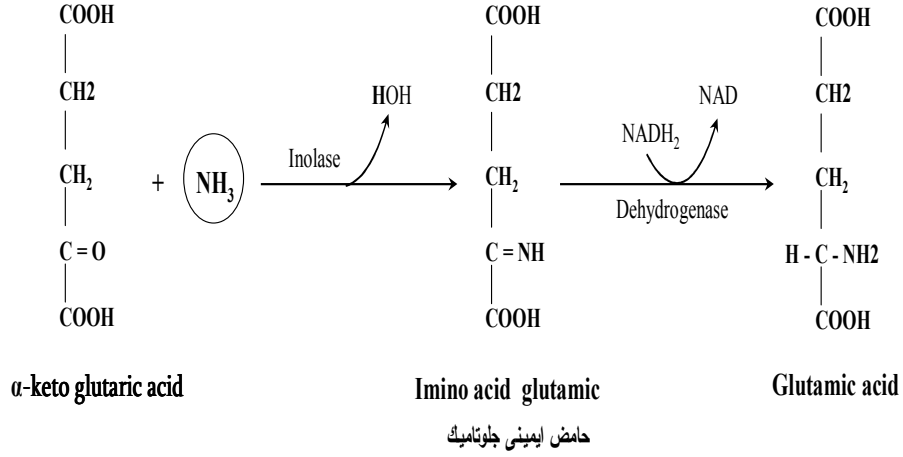 COOH
CH2
CH₂
C = O
COOH
α-keto glutaric acid
+
NH₃
Inolase
HOH
COOH
CH2
CH₂
C = NH
COOH
Imino acid glutamic
حامض ايمينى جلوتاميك
NADH₂
NAD
Dehydrogenase
COOH
CH2
CH₂
H - C - NH2
COOH
Glutamic acid